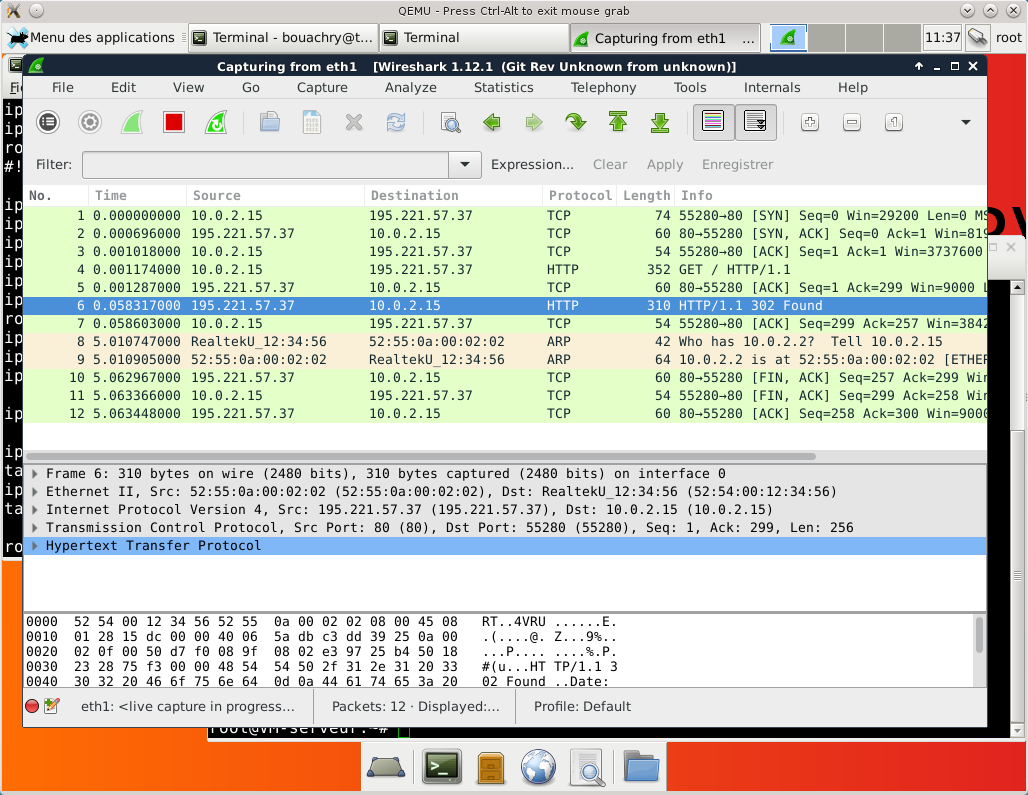 QEMU - Press Ctrl-Alt to exit mouse grab
Menu des applications Terminal - bouachry@t... Terminal Capturing from eth1 ... 11:37 root
Capturing from eth1 [Wireshark 1.12.1 (Git Rev Unknown from unknown)]
File Edit View Go Capture Analyze Statistics Telephony Tools Internals Help
Filter: Expression... Clear Apply Enregistrer
No. Time Source Destination Protocol Length Info
1 0.000000000 10.0.2.15 195.221.57.37 TCP 74 55280→80 [SYN] Seq=0 Win=29200 Len=0 MS
2 0.000696000 195.221.57.37 10.0.2.15 TCP 60 80→55280 [SYN, ACK] Seq=0 Ack=1 Win=819
3 0.001018000 10.0.2.15 195.221.57.37 TCP 54 55280→80 [ACK] Seq=1 Ack=1 Win=3737600
4 0.001174000 10.0.2.15 195.221.57.37 HTTP 352 GET / HTTP/1.1
5 0.001287000 195.221.57.37 10.0.2.15 TCP 60 80→55280 [ACK] Seq=1 Ack=299 Win=9000 L
6 0.058317000 195.221.57.37 10.0.2.15 HTTP 310 HTTP/1.1 302 Found
7 0.058603000 10.0.2.15 195.221.57.37 TCP 54 55280→80 [ACK] Seq=299 Ack=257 Win=3842
8 5.010747000 RealtekU_12:34:56 52:55:0a:00:02:02 ARP 42 Who has 10.0.2.2? Tell 10.0.2.15
9 5.010905000 52:55:0a:00:02:02 RealtekU_12:34:56 ARP 64 10.0.2.2 is at 52:55:0a:00:02:02 [ETHER
10 5.062967000 195.221.57.37 10.0.2.15 TCP 60 80→55280 [FIN, ACK] Seq=257 Ack=299 Win
11 5.063366000 10.0.2.15 195.221.57.37 TCP 54 55280→80 [FIN, ACK] Seq=299 Ack=258 Win
12 5.063448000 195.221.57.37 10.0.2.15 TCP 60 80→55280 [ACK] Seq=258 Ack=300 Win=9000
Frame 6: 310 bytes on wire (2480 bits), 310 bytes captured (2480 bits) on interface 0
Ethernet II, Src: 52:55:0a:00:02:02 (52:55:0a:00:02:02), Dst: RealtekU_12:34:56 (52:54:00:12:34:56)
Internet Protocol Version 4, Src: 195.221.57.37 (195.221.57.37), Dst: 10.0.2.15 (10.0.2.15)
Transmission Control Protocol, Src Port: 80 (80), Dst Port: 55280 (55280), Seq: 1, Ack: 299, Len: 256
Hypertext Transfer Protocol
0000 52 54 00 12 34 56 52 55 0a 00 02 02 08 00 45 08 RT..4VRU ......E.
0010 01 28 15 dc 00 00 40 06 5a db c3 dd 39 25 0a 00 .(....@. Z...9%..
0020 02 0f 00 50 d7 f0 08 9f 08 02 e3 97 25 b4 50 18 ...P.... ....%.P.
0030 23 28 75 f3 00 00 48 54 54 50 2f 31 2e 31 20 33 #(u...HT TP/1.1 3
0040 30 32 20 46 6f 75 6e 64 0d 0a 44 61 74 65 3a 20 02 Found ..Date:
eth1: <live capture in progress... Packets: 12 · Displayed:... Profile: Default
root@vm-serveur:~#